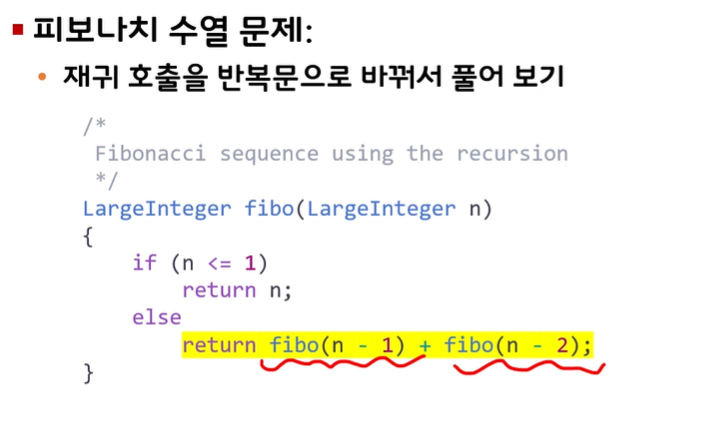 피보나치 수열 문제:
재귀 호출을 반복문으로 바꿔서 풀어 보기
/*
Fibonacci sequence using the recursion
*/
LargeInteger fibo(LargeInteger n)
{
if (n <= 1)
return n;
else
return fibo(n - 1) + fibo(n - 2);
}